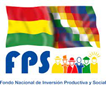 FPS
Fondo Nacional de Inversión Productiva y Social